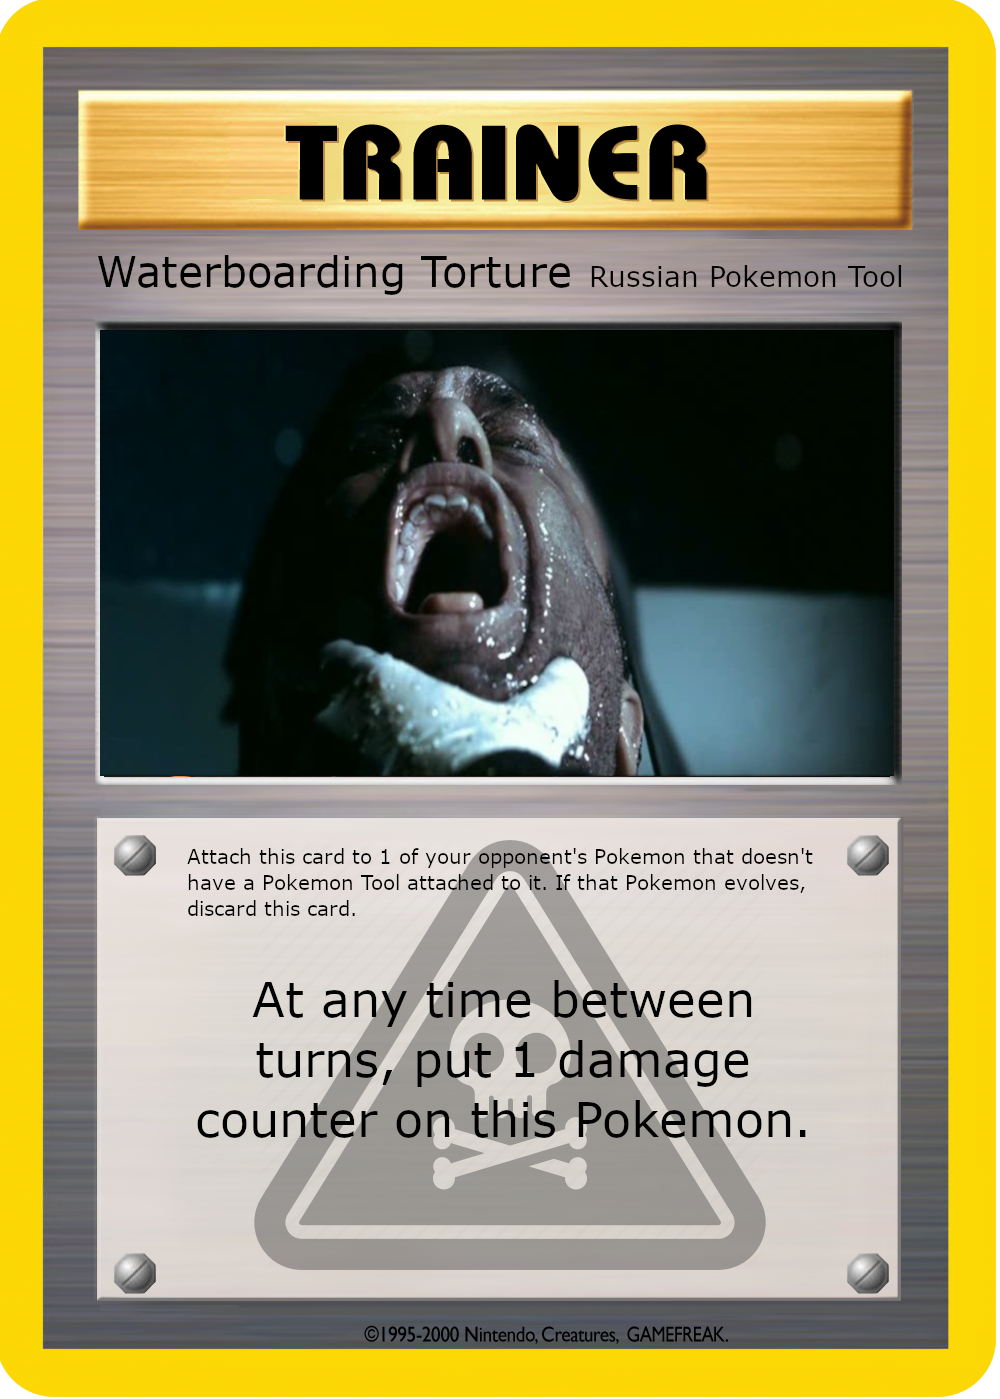 TRAINER
Waterboarding Torture Russian Pokemon Tool
Attach this card to 1 of your opponent's Pokemon that doesn't
have a Pokemon Tool attached to it. If that Pokemon evolves,
discard this card.
At any time between
turns, put 1 damage
counter on this Pokemon.
©1995-2000 Nintendo, Creatures, GAMEFREAK.